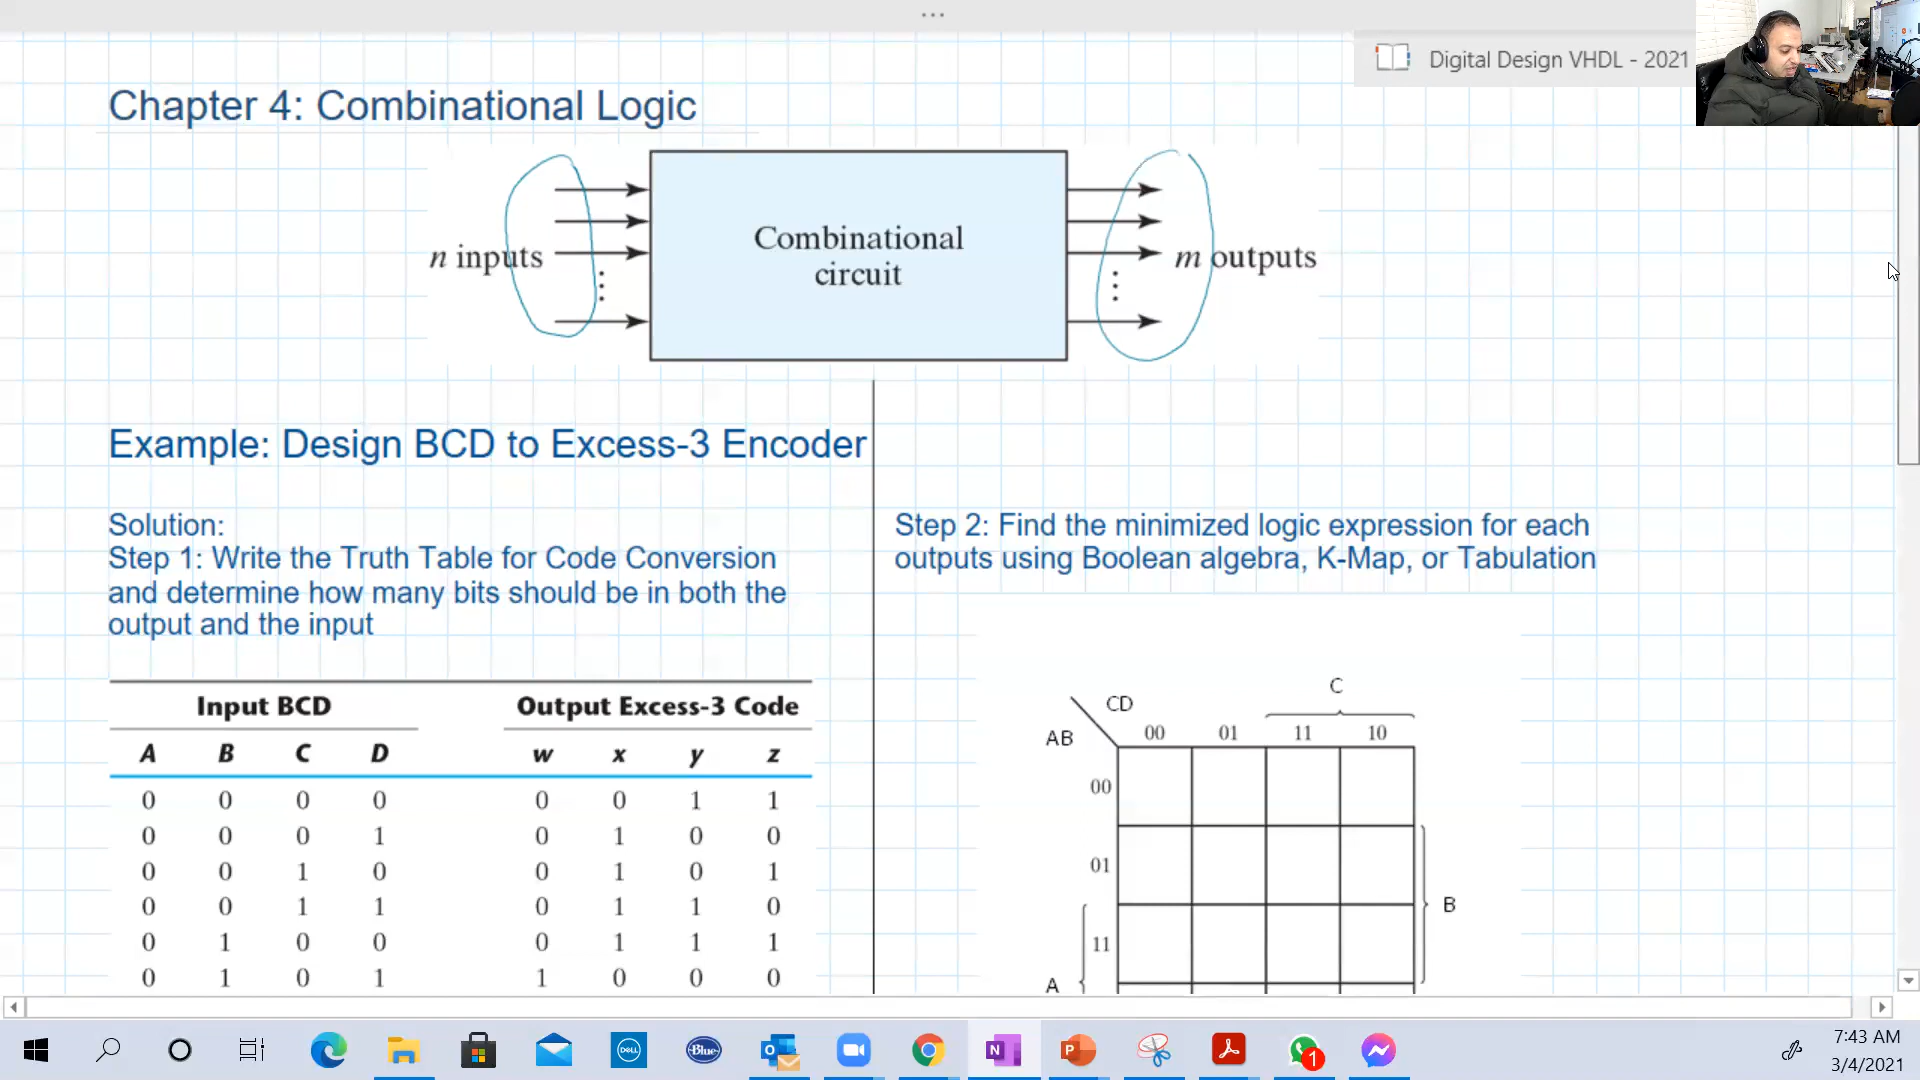 ...
Digital Design VHDL - 2021
Chapter 4: Combinational Logic
n inputs
Combinational
circuit
m outputs
Example: Design BCD to Excess-3 Encoder
Solution:
Step 1: Write the Truth Table for Code Conversion
and determine how many bits should be in both the
output and the input
Input BCD Output Excess-3 Code
A B C D w x y z
0 0 0 0 0 0 1 1
0 0 0 1 0 1 0 0
0 0 1 0 0 1 0 1
0 0 1 1 0 1 1 0
0 1 0 0 0 1 1 1
0 1 0 1 1 0 0 0
Step 2: Find the minimized logic expression for each
outputs using Boolean algebra, K-Map, or Tabulation
C
CD
AB 00 01 11 10
00
01
B
11
A
DELL
Blue
O
N
P
1
7:43 AM
3/4/2021